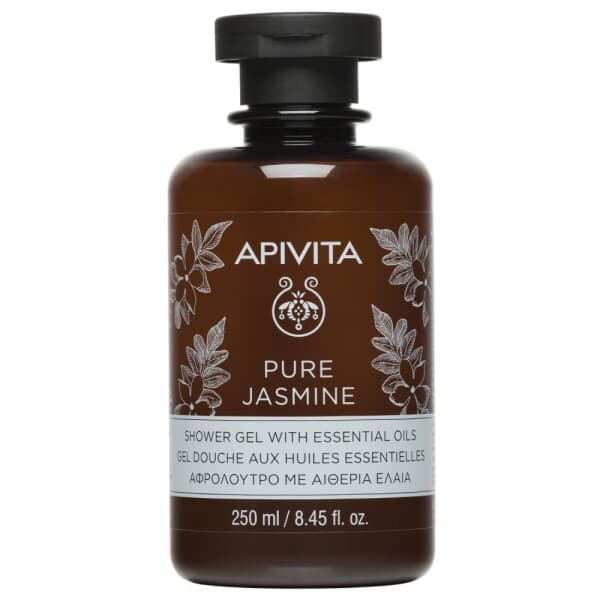 APIVITA
PURE
JASMINE
SHOWER GEL WITH ESSENTIAL OILS
GEL DOUCHE AUX HUILES ESSENTIELLES
ΑΦΡΟΛΟΥΤΡΟ ΜΕ ΑΙΘΕΡΙΑ ΕΛΑΙΑ
250 ml / 8.45 fl. oz.